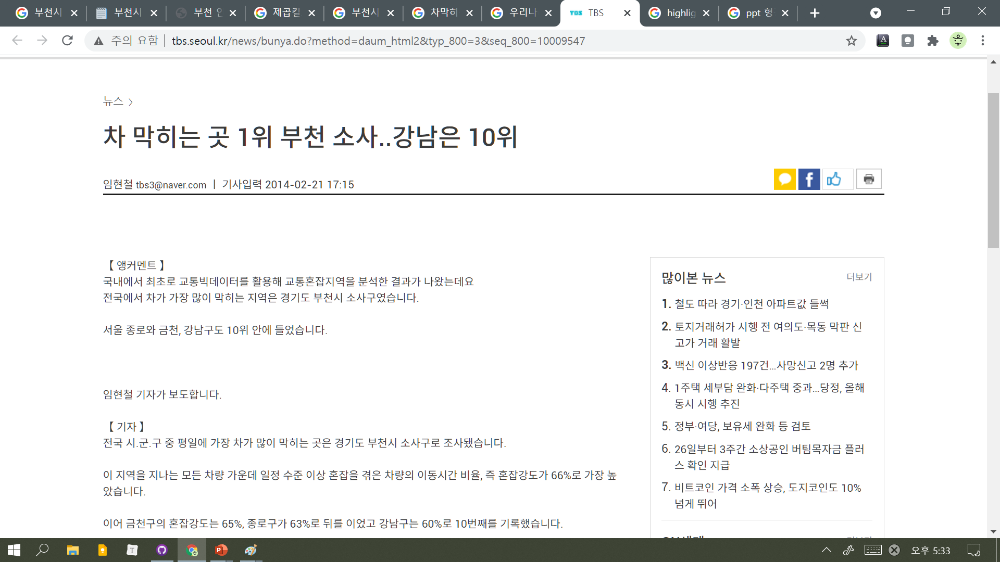 부천시
부천시
부천 인
제곱킬
부천시
차막히
우리나
TBS
highlig
ppt 형
주의 요함 | tbs.seoul.kr/news/bunya.do?method=daum_html2&typ_800=3&seq_800=10009547
뉴스 >
차 막히는 곳 1위 부천 소사..강남은 10위
임현철 tbs3@naver.com ㅣ 기사입력 2014-02-21 17:15
【 앵커멘트 】
국내에서 최초로 교통빅데이터를 활용해 교통혼잡지역을 분석한 결과가 나왔는데요
전국에서 차가 가장 많이 막히는 지역은 경기도 부천시 소사구였습니다.
서울 종로와 금천, 강남구도 10위 안에 들었습니다.
임현철 기자가 보도합니다.
【 기자 】
전국 시.군.구 중 평일에 가장 차가 많이 막히는 곳은 경기도 부천시 소사구로 조사됐습니다.
이 지역을 지나는 모든 차량 가운데 일정 수준 이상 혼잡을 겪은 차량의 이동시간 비율, 즉 혼잡강도가 66%로 가장 높
았습니다.
이어 금천구의 혼잡강도는 65%, 종로구가 63%로 뒤를 이었고 강남구는 60%로 10번째를 기록했습니다.
많이본 뉴스 더보기
1. 철도 따라 경기·인천 아파트값 들썩
2. 토지거래허가 시행 전 여의도·목동 막판 신
고가 거래 활발
3. 백신 이상반응 197건…사망신고 2명 추가
4. 1주택 세부담 완화·다주택 중과…당정, 올해
동시 시행 추진
5. 정부·여당, 보유세 완화 등 검토
6. 26일부터 3주간 소상공인 버팀목자금 플러
스 확인 지급
7. 비트코인 가격 소폭 상승, 도지코인도 10%
넘게 뛰어
오후 5:33